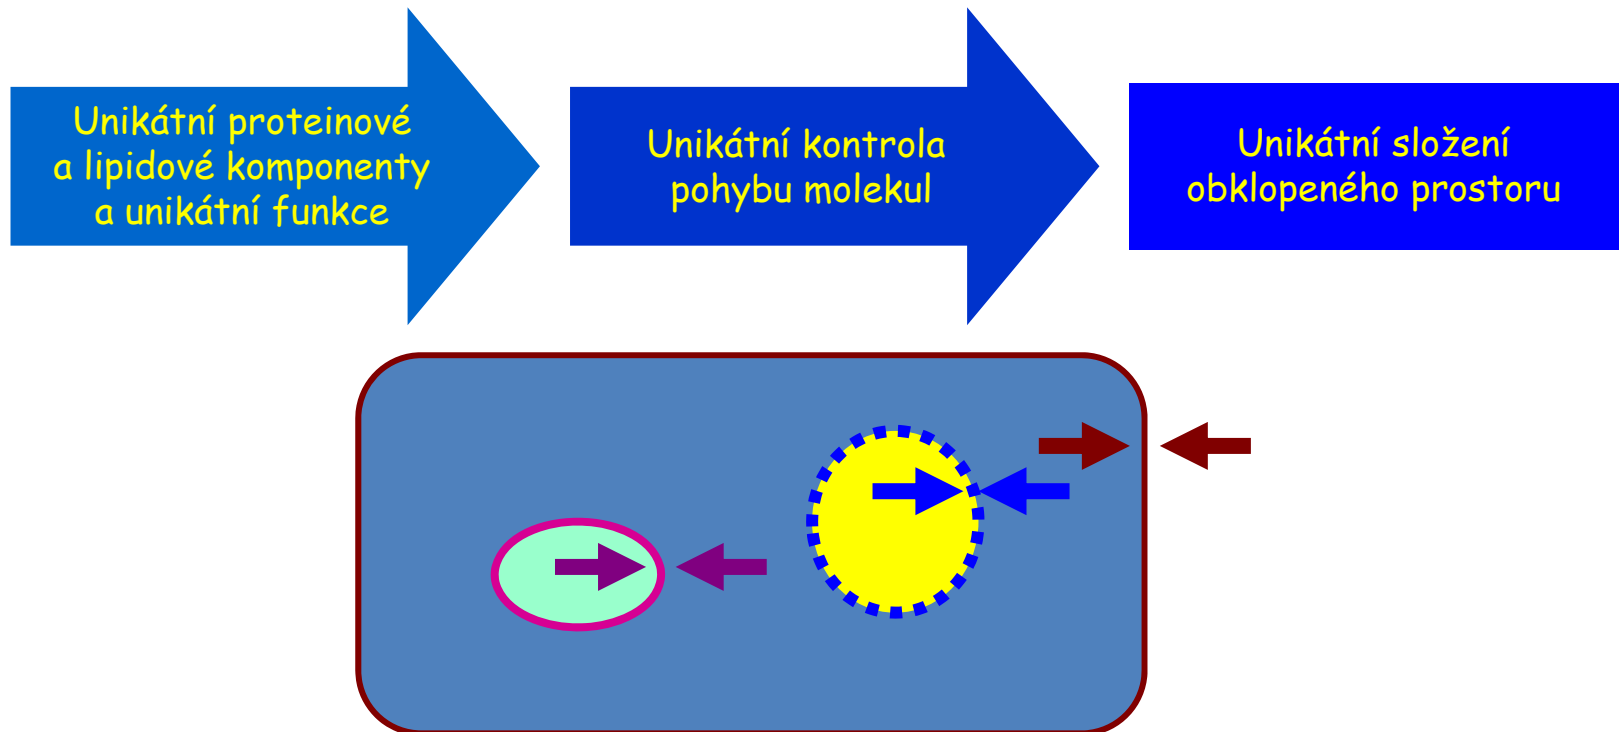 Unikátní proteinové
a lipidové komponenty
a unikátní funkce
Unikátní kontrola
pohybu molekul
Unikátní složení
obklopeného prostoru